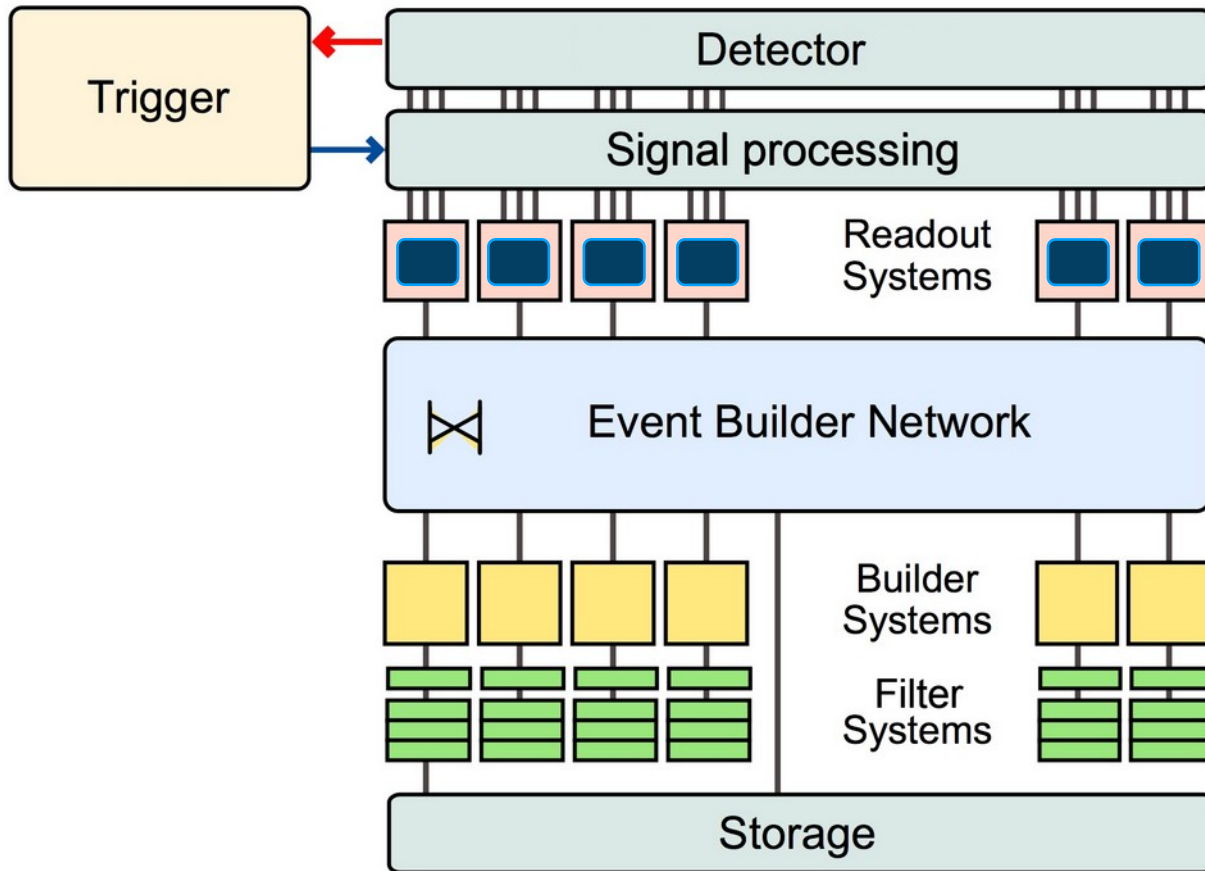 Detector
Trigger
Signal processing
Readout
Systems
Event Builder Network
Builder
Systems
Filter
Systems
Storage